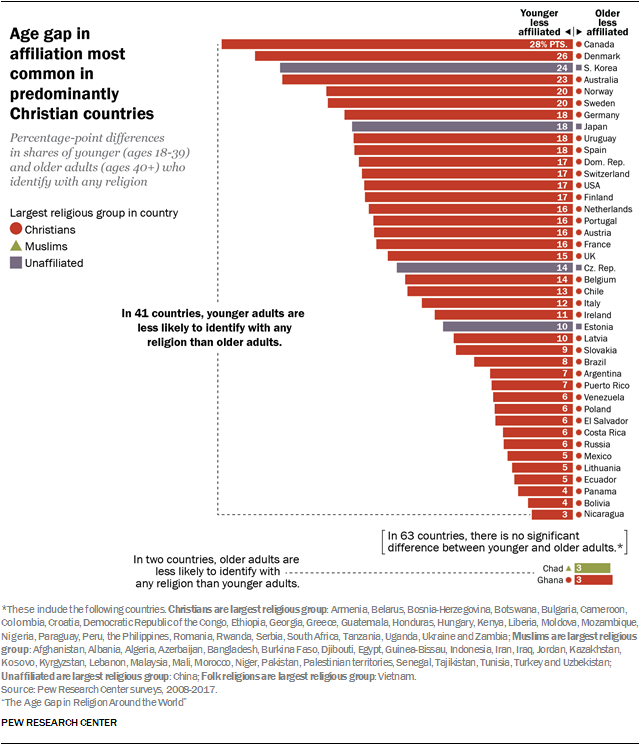 Age gap in
affiliation most
common in
predominantly
Christian countries
Percentage-point differences
in shares of younger (ages 18-39)
and older adults (ages 40+) who
identify with any religion
Largest religious group in country
Christians
Muslims
Unaffiliated
Younger less affiliated
Older less affiliated
28% PTS. Canada
26 Denmark
24 S. Korea
23 Australia
20 Norway
20 Sweden
18 Germany
18 Japan
18 Uruguay
18 Spain
17 Dom. Rep.
17 Switzerland
17 USA
17 Finland
16 Netherlands
16 Portugal
16 Austria
16 France
15 UK
14 Cz. Rep.
14 Belgium
13 Chile
12 Italy
11 Ireland
10 Estonia
10 Latvia
9 Slovakia
8 Brazil
7 Argentina
7 Puerto Rico
6 Venezuela
6 Poland
6 El Salvador
6 Costa Rica
6 Russia
5 Mexico
5 Lithuania
5 Ecuador
4 Panama
4 Bolivia
3 Nicaragua
In 41 countries, younger adults are
less likely to identify with any
religion than older adults.
In 63 countries, there is no significant
difference between younger and older adults.*
In two countries, older adults are
less likely to identify with
any religion than younger adults.
Chad 3
Ghana 3
*These include the following countries. Christians are largest religious group: Armenia, Belarus, Bosnia-Herzegovina, Botswana, Bulgaria, Cameroon,
Colombia, Croatia, Democratic Republic of the Congo, Ethiopia, Georgia, Greece, Guatemala, Honduras, Hungary, Kenya, Liberia, Moldova, Mozambique,
Nigeria, Paraguay, Peru, the Philippines, Romania, Rwanda, Serbia, South Africa, Tanzania, Uganda, Ukraine and Zambia; Muslims are largest religious
group: Afghanistan, Albania, Algeria, Azerbaijan, Bangladesh, Burkina Faso, Djibouti, Egypt, Guinea-Bissau, Indonesia, Iran, Iraq, Jordan, Kazakhstan,
Kosovo, Kyrgyzstan, Lebanon, Malaysia, Mali, Morocco, Niger, Pakistan, Palestinian territories, Senegal, Tajikistan, Tunisia, Turkey and Uzbekistan;
Unaffiliated are largest religious group: China; Folk religions are largest religious group: Vietnam.
Source: Pew Research Center surveys, 2008-2017.
"The Age Gap in Religion Around the World"
PEW RESEARCH CENTER